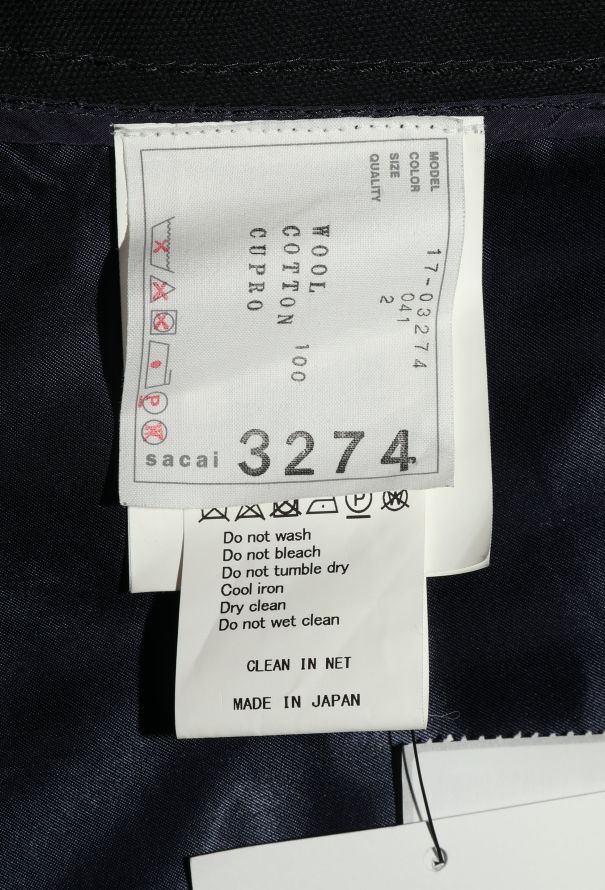 MODEL 17-03274
COLOR 041
SIZE 2
QUALITY
WOOL
COTTON 100
CUPRO
sacai 3274
Do not wash
Do not bleach
Do not tumble dry
Cool iron
Dry clean
Do not wet clean
CLEAN IN NET
MADE IN JAPAN